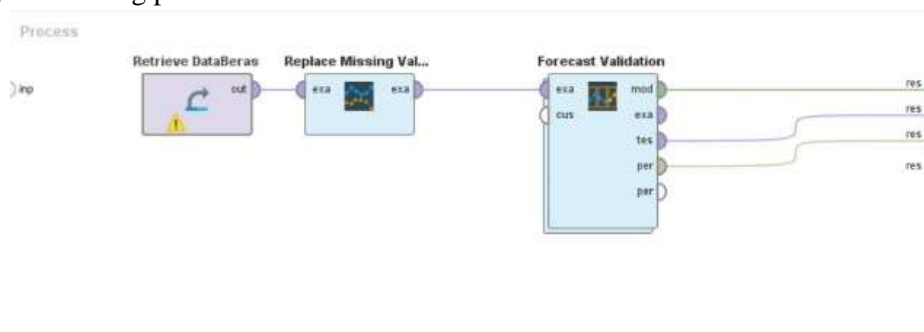 Process
Retrieve DataBeras
Replace Missing Val...
Forecast Validation
inp
out
exa
exa
exa
mod
cus
exa
tes
per
per
res
res
res
res